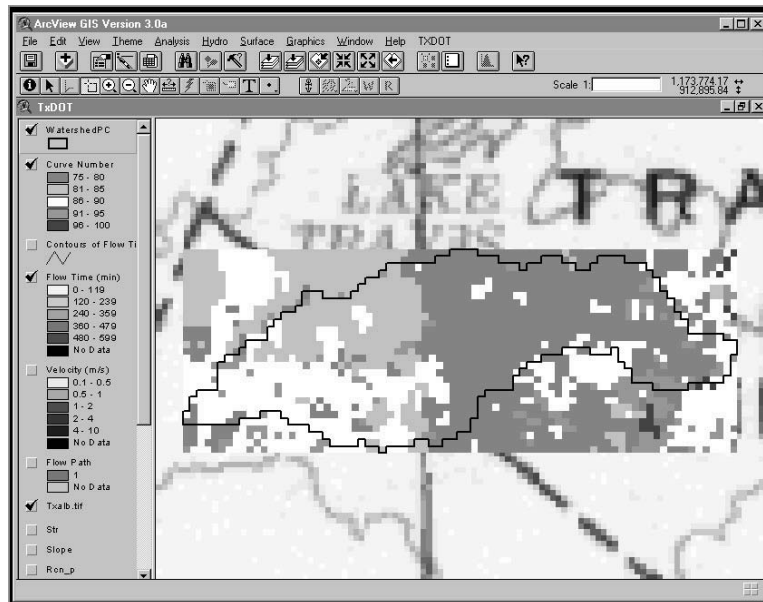 ArcView GIS Version 3.0a
File Edit View Theme Analysis Hydro Surface Graphics Window Help TXDOT
T W R Scale 1: 1,173,774.17
912,895.84
TxDOT
WatershedPC
Curve Number
75 - 80
81 - 85
86 - 90
91 - 95
96 - 100
Contours of Flow Ti
Flow Time (min)
0 - 119
120 - 239
240 - 359
360 - 479
480 - 599
No Data
Velocity (m/s)
0.1 - 0.5
0.5 - 1
1 - 2
2 - 4
4 - 10
No Data
Flow Path
1
No Data
Txalb.tif
Str
Slope
Rcn_p
LAKE
TRAVIS
TRA